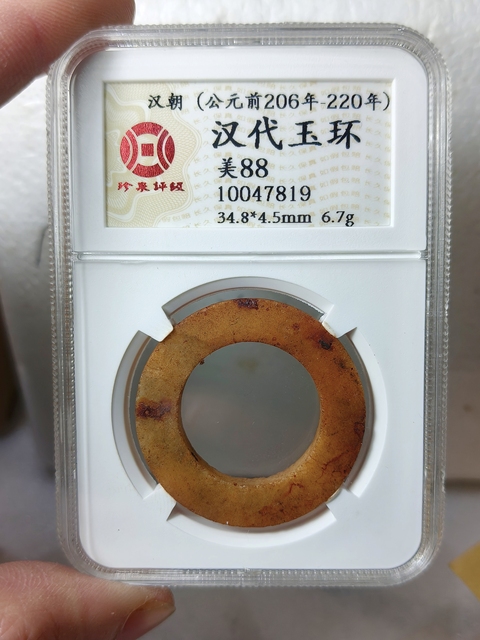 汉朝（公元前206年-220年）
汉代玉环
美88
10047819
34.8*4.5mm 6.7g
珍泉评级